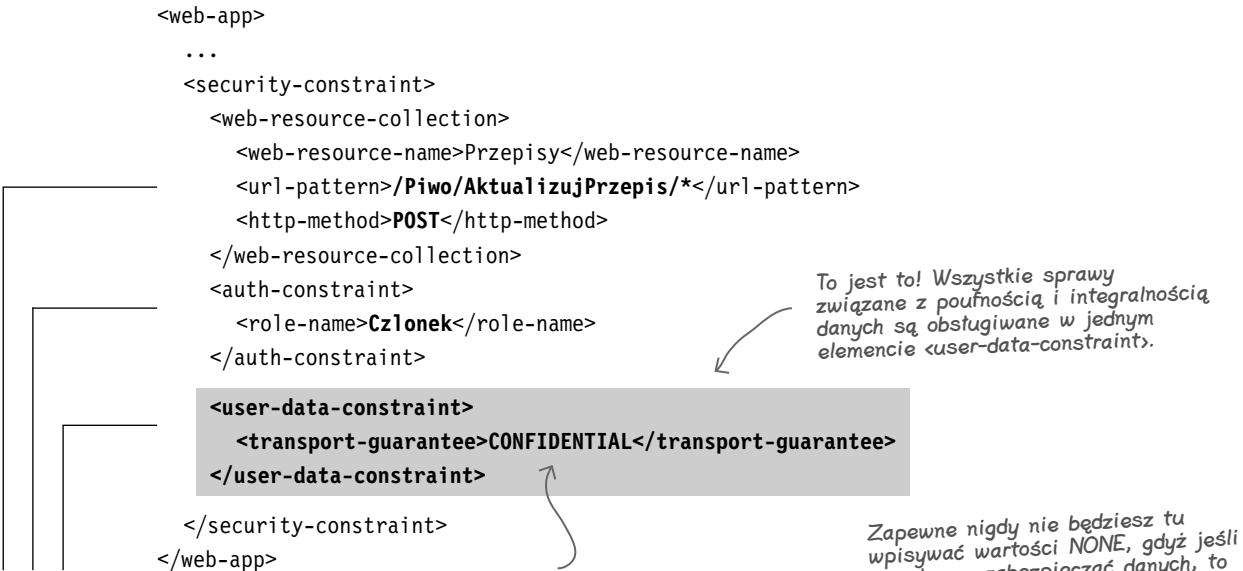 <web-app>
...
<security-constraint>
<web-resource-collection>
<web-resource-name>Przepisy</web-resource-name>
<url-pattern>/Piwo/AktualizujPrzepis/*</url-pattern>
<http-method>POST</http-method>
</web-resource-collection>
<auth-constraint>
<role-name>Czlonek</role-name>
</auth-constraint>
To jest to! Wszystkie sprawy
związane z poufnością i integralnością
danych są obsługiwane w jednym
elemencie <user-data-constraint>.
<user-data-constraint>
<transport-guarantee>CONFIDENTIAL</transport-guarantee>
</user-data-constraint>
</security-constraint>
</web-app>
Zapewne nigdy nie będziesz tu
wpisywać wartości NONE, gdyż jeśli
danych, to